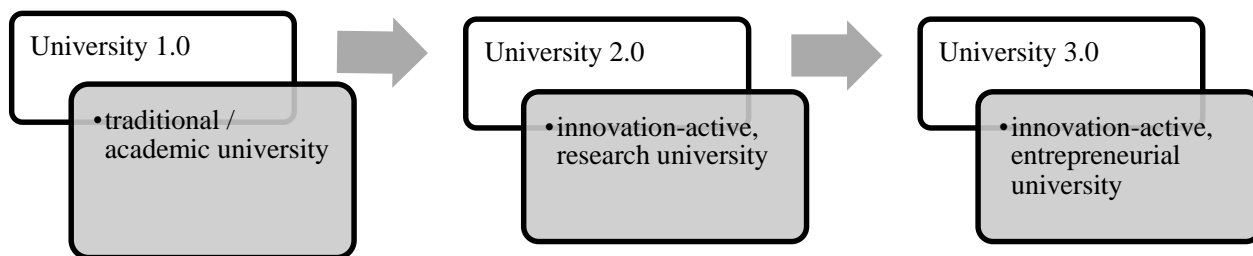 University 1.0
•traditional /
academic university
University 2.0
•innovation-active,
research university
University 3.0
•innovation-active,
entrepreneurial
university